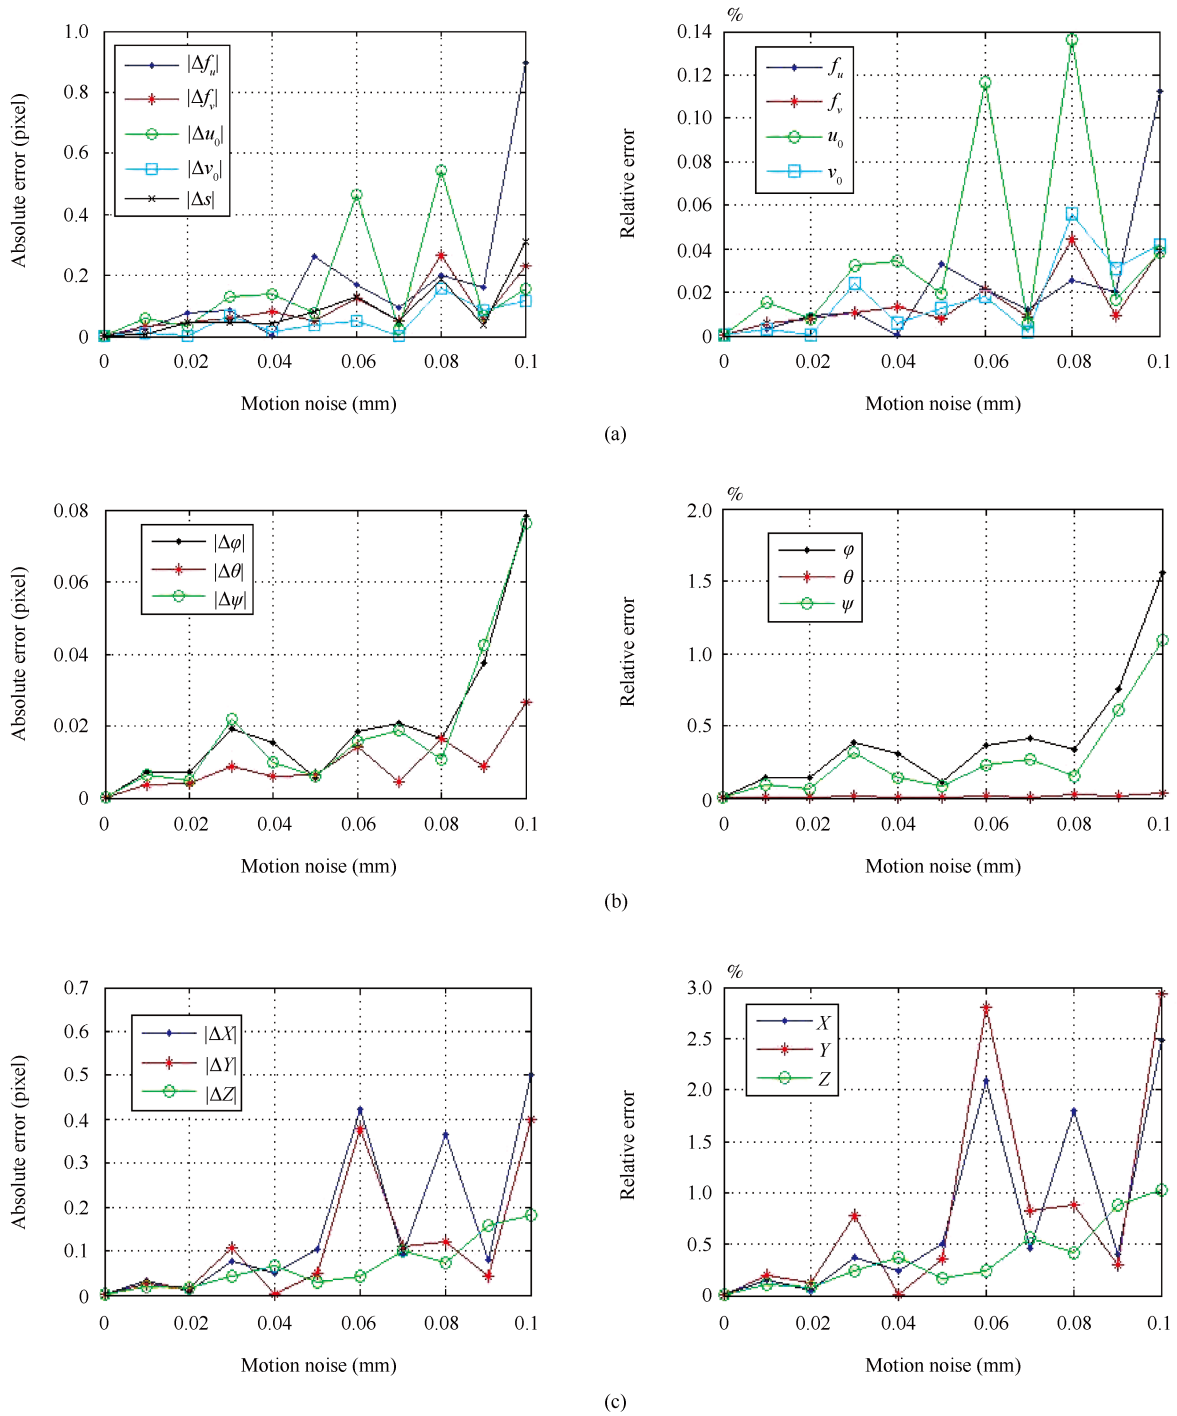 1.0
0.8
0.6
0.4
0.2
0
Absolute error (pixel)
|Δf_u|
|Δf_v|
|Δu_0|
|Δv_0|
|Δs|
0 0.02 0.04 0.06 0.08 0.1
Motion noise (mm)
%
0.14
0.12
0.10
0.08
0.06
0.04
0.02
0
Relative error
f_u
f_v
u_0
v_0
0 0.02 0.04 0.06 0.08 0.1
Motion noise (mm)
(a)
0.08
0.06
0.04
0.02
0
Absolute error (pixel)
|Δφ|
|Δθ|
|Δψ|
0 0.02 0.04 0.06 0.08 0.1
Motion noise (mm)
%
2.0
1.5
1.0
0.5
0
Relative error
φ
θ
ψ
0 0.02 0.04 0.06 0.08 0.1
Motion noise (mm)
(b)
0.7
0.6
0.5
0.4
0.3
0.2
0.1
0
Absolute error (pixel)
|ΔX|
|ΔY|
|ΔZ|
0 0.02 0.04 0.06 0.08 0.1
Motion noise (mm)
%
3.0
2.5
2.0
1.5
1.0
0.5
0
Relative error
X
Y
Z
0 0.02 0.04 0.06 0.08 0.1
Motion noise (mm)
(c)